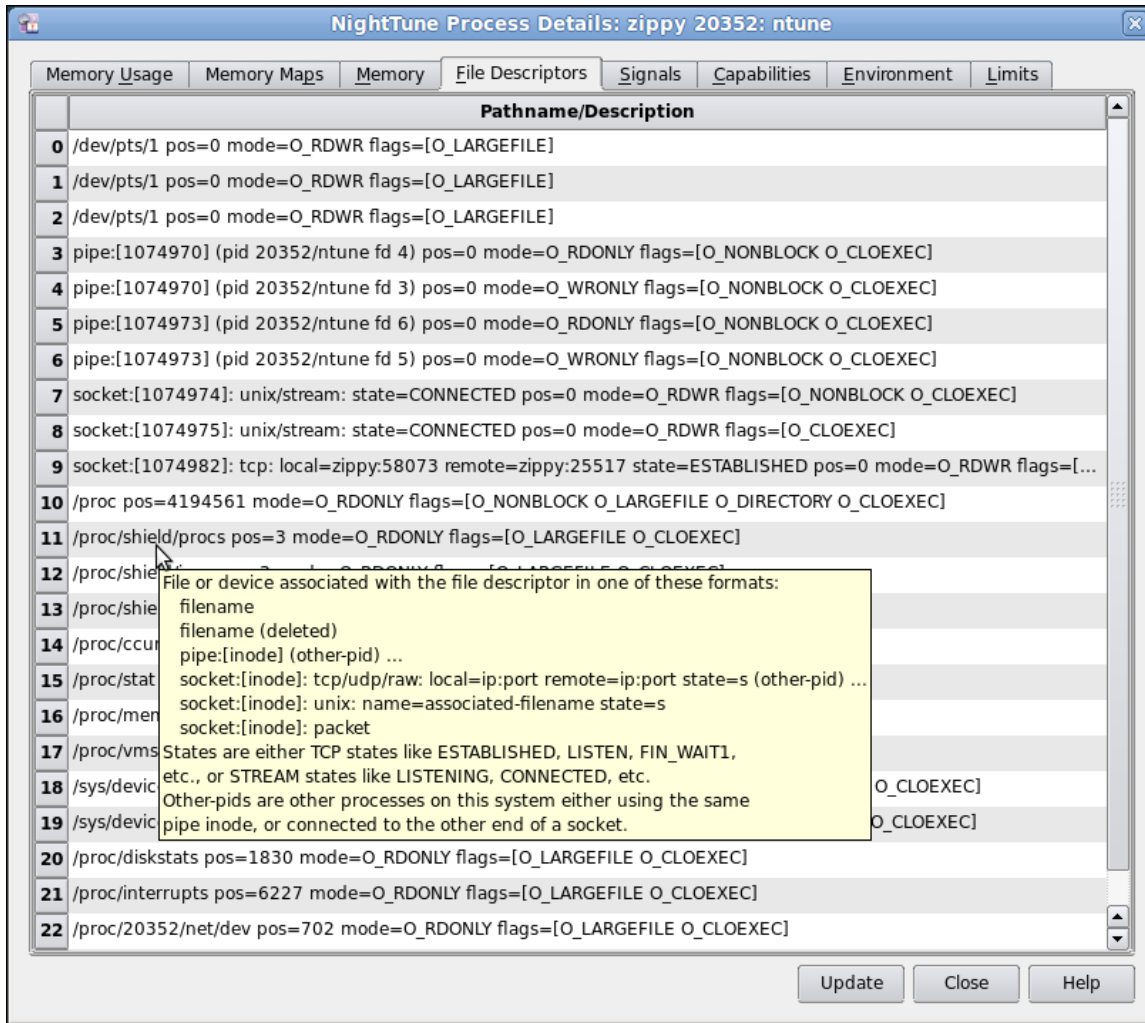 NightTune Process Details: zippy 20352: ntune
Memory Usage Memory Maps Memory File Descriptors Signals Capabilities Environment Limits
Pathname/Description
0 /dev/pts/1 pos=0 mode=O_RDWR flags=[O_LARGEFILE]
1 /dev/pts/1 pos=0 mode=O_RDWR flags=[O_LARGEFILE]
2 /dev/pts/1 pos=0 mode=O_RDWR flags=[O_LARGEFILE]
3 pipe:[1074970] (pid 20352/ntune fd 4) pos=0 mode=O_RDONLY flags=[O_NONBLOCK O_CLOEXEC]
4 pipe:[1074970] (pid 20352/ntune fd 3) pos=0 mode=O_WRONLY flags=[O_NONBLOCK O_CLOEXEC]
5 pipe:[1074973] (pid 20352/ntune fd 6) pos=0 mode=O_RDONLY flags=[O_NONBLOCK O_CLOEXEC]
6 pipe:[1074973] (pid 20352/ntune fd 5) pos=0 mode=O_WRONLY flags=[O_NONBLOCK O_CLOEXEC]
7 socket:[1074974]: unix/stream: state=CONNECTED pos=0 mode=O_RDWR flags=[O_NONBLOCK O_CLOEXEC]
8 socket:[1074975]: unix/stream: state=CONNECTED pos=0 mode=O_RDWR flags=[O_CLOEXEC]
9 socket:[1074982]: tcp: local=zippy:58073 remote=zippy:25517 state=ESTABLISHED pos=0 mode=O_RDWR flags=[...
10 /proc pos=4194561 mode=O_RDONLY flags=[O_NONBLOCK O_LARGEFILE O_DIRECTORY O_CLOEXEC]
11 /proc/shield/procs pos=3 mode=O_RDONLY flags=[O_LARGEFILE O_CLOEXEC]
12 /proc/shie
13 /proc/shie
14 /proc/ccur
15 /proc/stat
16 /proc/mem
17 /proc/vms
18 /sys/devic O_CLOEXEC]
19 /sys/devic O_CLOEXEC]
File or device associated with the file descriptor in one of these formats:
filename
filename (deleted)
pipe:[inode] (other-pid) ...
socket:[inode]: tcp/udp/raw: local=ip:port remote=ip:port state=s (other-pid) ...
socket:[inode]: unix: name=associated-filename state=s
socket:[inode]: packet
States are either TCP states like ESTABLISHED, LISTEN, FIN_WAIT1,
etc., or STREAM states like LISTENING, CONNECTED, etc.
Other-pids are other processes on this system either using the same
pipe inode, or connected to the other end of a socket.
20 /proc/diskstats pos=1830 mode=O_RDONLY flags=[O_LARGEFILE O_CLOEXEC]
21 /proc/interrupts pos=6227 mode=O_RDONLY flags=[O_LARGEFILE O_CLOEXEC]
22 /proc/20352/net/dev pos=702 mode=O_RDONLY flags=[O_LARGEFILE O_CLOEXEC]
Update Close Help